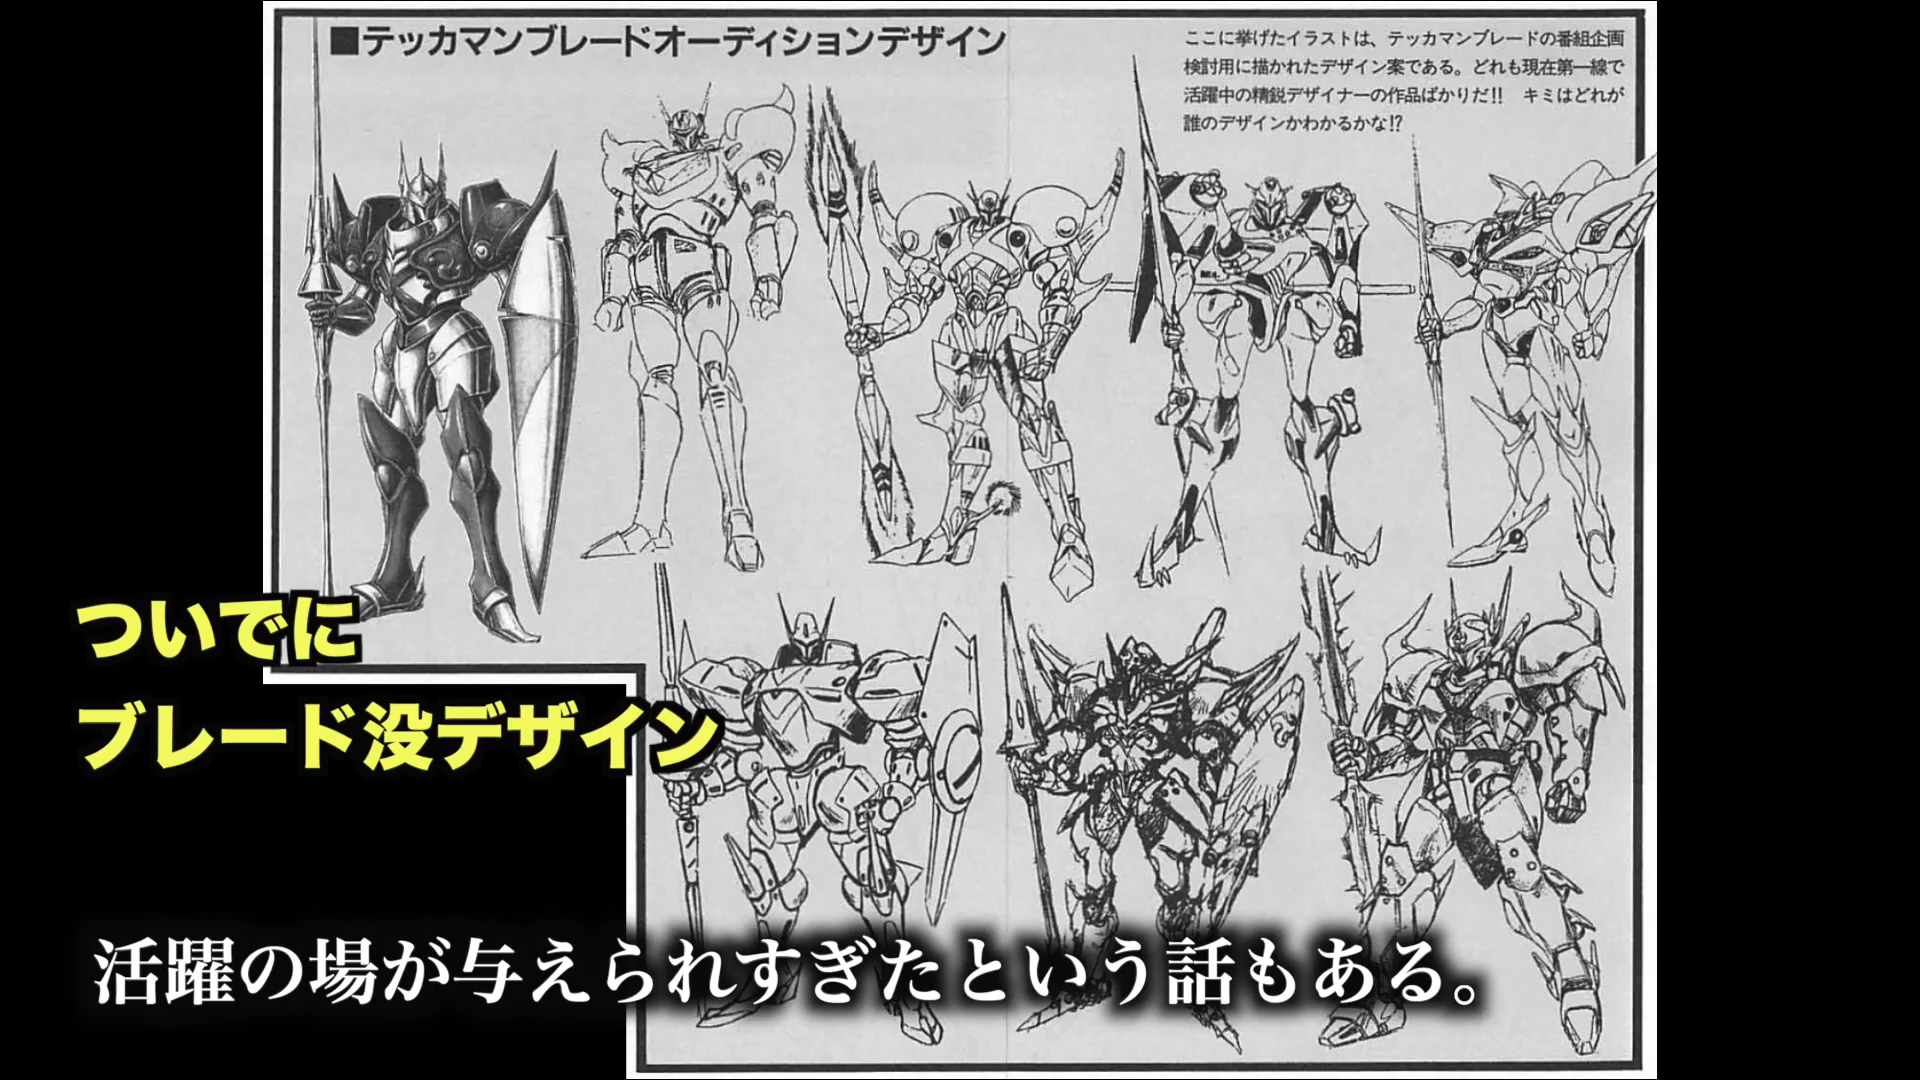 ■テッカマンブレードオーディションデザイン
ここに挙げたイラストは、テッカマンブレードの番組企画
検討用に描かれたデザイン案である。どれも現在第一線で
活躍中の精鋭デザイナーの作品ばかりだ!! キミはどれが
誰のデザインかわかるかな!?
ついでに
ブレード没デザイン
活躍の場が与えられすぎたという話もある。